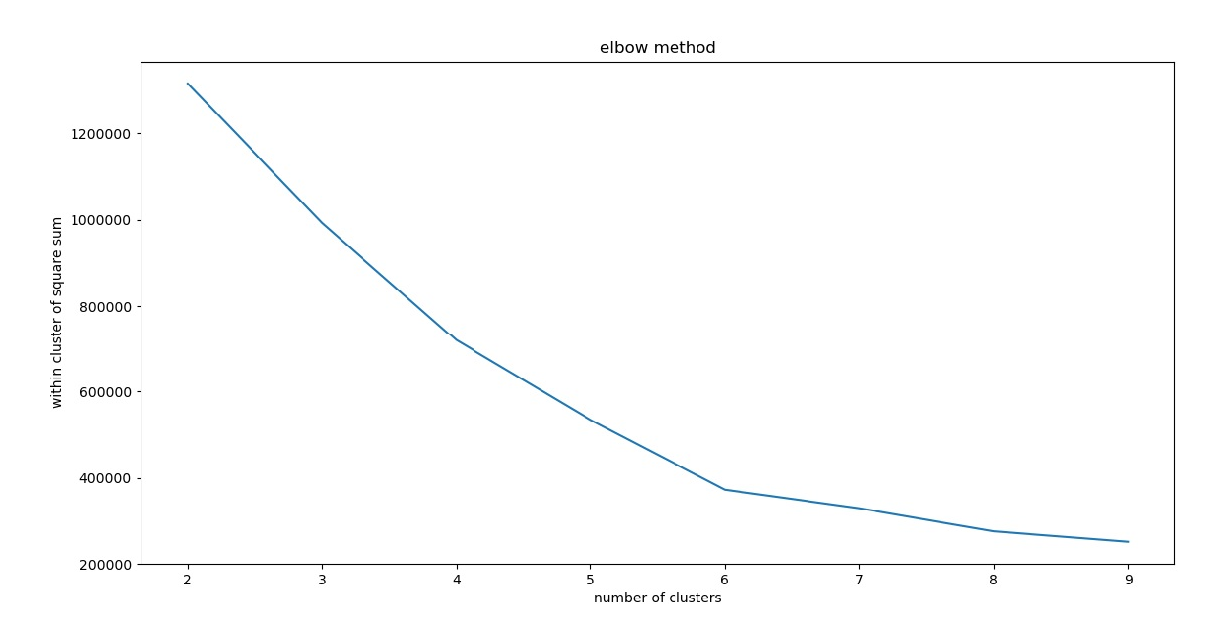 elbow method
within cluster of square sum
1200000
1000000
800000
600000
400000
200000
2 3 4 5 6 7 8 9
number of clusters